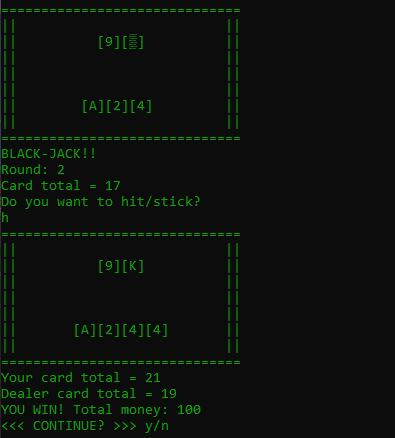 ==============================
||                          ||
||          [9][▒]          ||
||                          ||
||                          ||
||                          ||
||        [A][2][4]         ||
||                          ||
==============================
BLACK-JACK!!
Round: 2
Card total = 17
Do you want to hit/stick?
h
==============================
||                          ||
||          [9][K]          ||
||                          ||
||                          ||
||                          ||
||       [A][2][4][4]       ||
||                          ||
==============================
Your card total = 21
Dealer card total = 19
YOU WIN! Total money: 100
<<< CONTINUE? >>> y/n